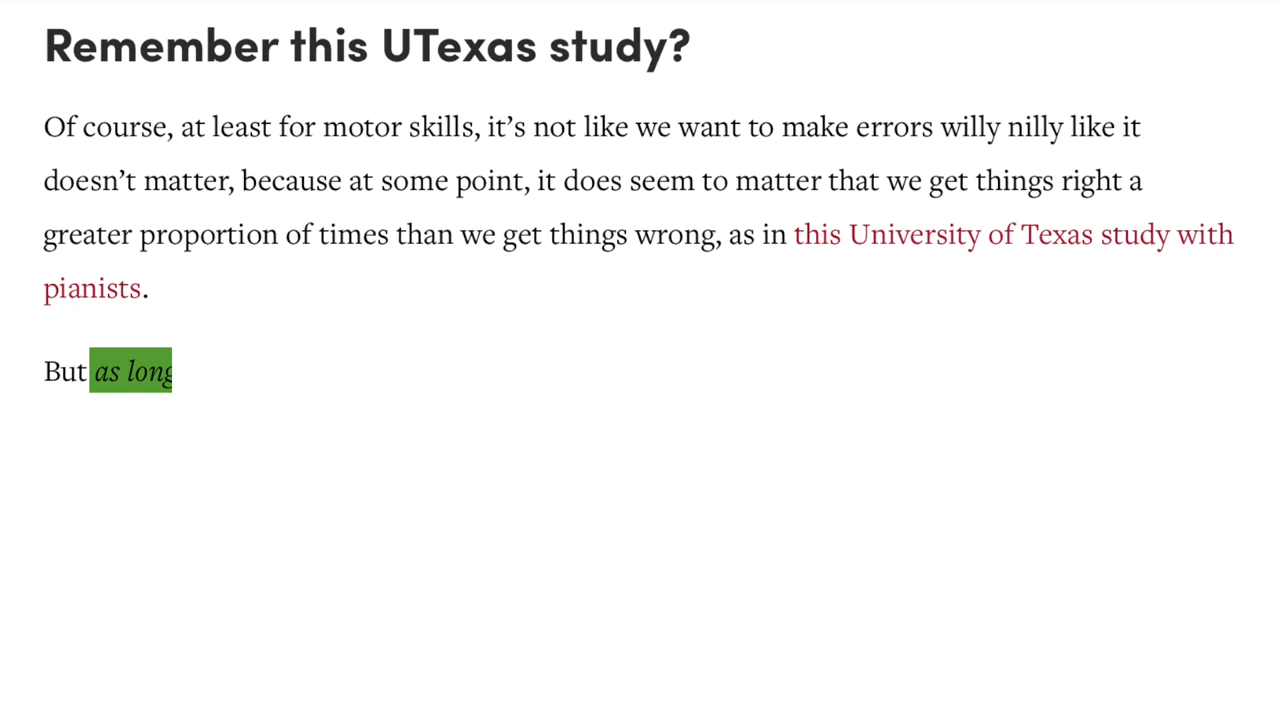 Remember this UTexas study?
Of course, at least for motor skills, it’s not like we want to make errors willy nilly like it
doesn’t matter, because at some point, it does seem to matter that we get things right a
greater proportion of times than we get things wrong, as in this University of Texas study with
pianists.
But as long